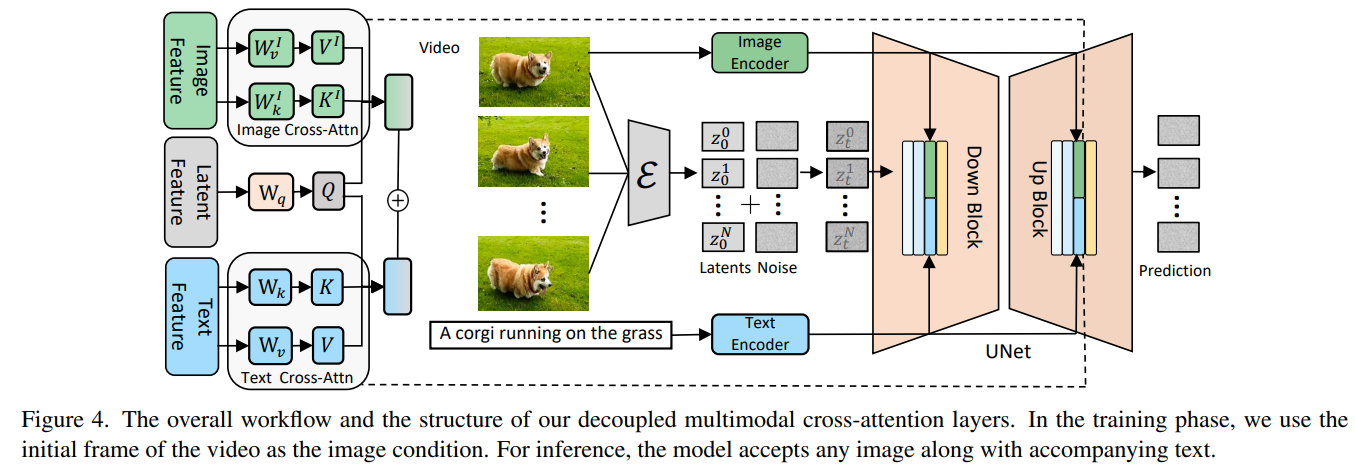 Image
Feature
W_v^I
V^I
W_k^I
K^I
Image Cross-Attn
Latent
Feature
W_q
Q
Text
Feature
W_k
K
W_v
V
Text Cross-Attn
+
Video
⋮
A corgi running on the grass
Image
Encoder
ℰ
Text
Encoder
z_0^0
z_0^1
⋮ + ⋮
z_0^N
Latents Noise
z_t^0
z_t^1
⋮
z_t^N
Down Block
Up Block
UNet
⋮
Prediction
Figure 4. The overall workflow and the structure of our decoupled multimodal cross-attention layers. In the training phase, we use the
initial frame of the video as the image condition. For inference, the model accepts any image along with accompanying text.